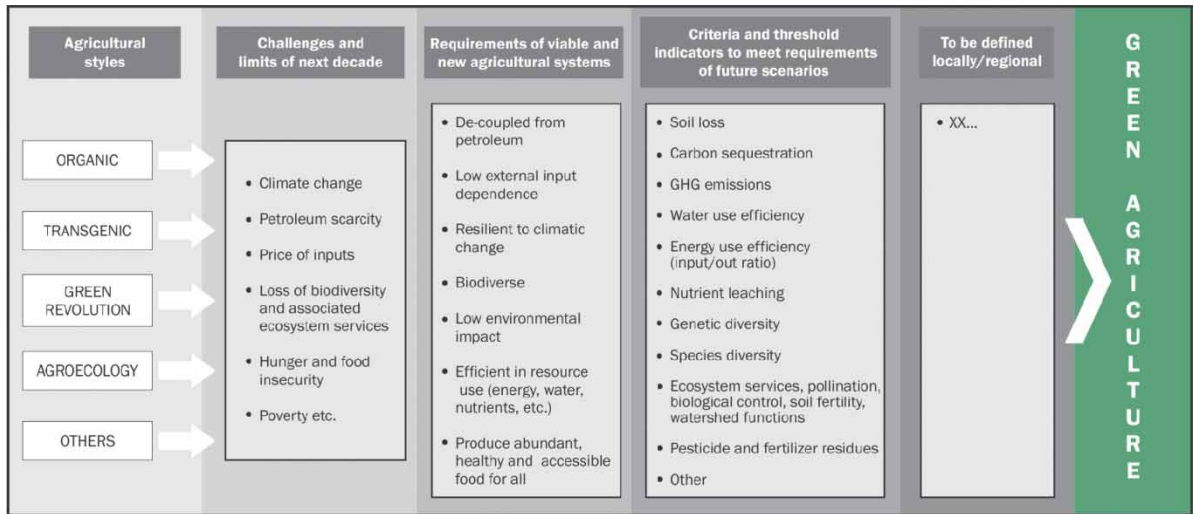 Agricultural
styles
ORGANIC
TRANSGENIC
GREEN
REVOLUTION
AGROECOLOGY
OTHERS
Challenges and
limits of next decade
• Climate change
• Petroleum scarcity
• Price of inputs
• Loss of biodiversity
and associated
ecosystem services
• Hunger and food
insecurity
• Poverty etc.
Requirements of viable and
new agricultural systems
• De-coupled from
petroleum
• Low external input
dependence
• Resilient to climatic
change
• Biodiverse
• Low environmental
impact
• Efficient in resource
use (energy, water,
nutrients, etc.)
• Produce abundant,
healthy and accessible
food for all
Criteria and threshold
indicators to meet requirements
of future scenarios
• Soil loss
• Carbon sequestration
• GHG emissions
• Water use efficiency
• Energy use efficiency
(input/out ratio)
• Nutrient leaching
• Genetic diversity
• Species diversity
• Ecosystem services, pollination,
biological control, soil fertility,
watershed functions
• Pesticide and fertilizer residues
• Other
To be defined
locally/regional
• XX...
GREEN AGRICULTURE